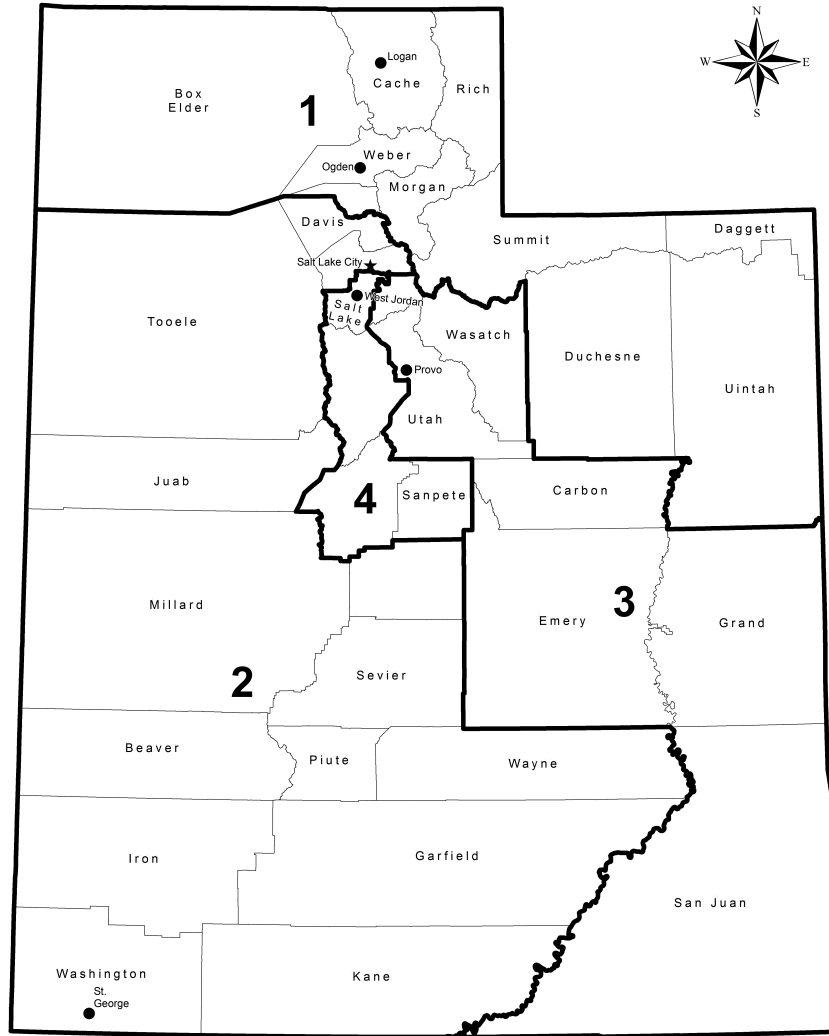 N
Logan
W
E
Cache
Rich
Box
Elder
1
S
Weber
Ogden
Morgan
Davis
Daggett
Summit
Salt Lake City
West Jordan
Salt
Lake
Tooele
Wasatch
Duchesne
Provo
Uintah
Utah
Juab
4
Sanpete
Carbon
Millard
Emery
3
Grand
2
Sevier
Beaver
Piute
Wayne
Iron
Garfield
San Juan
Washington
Kane
St.
George